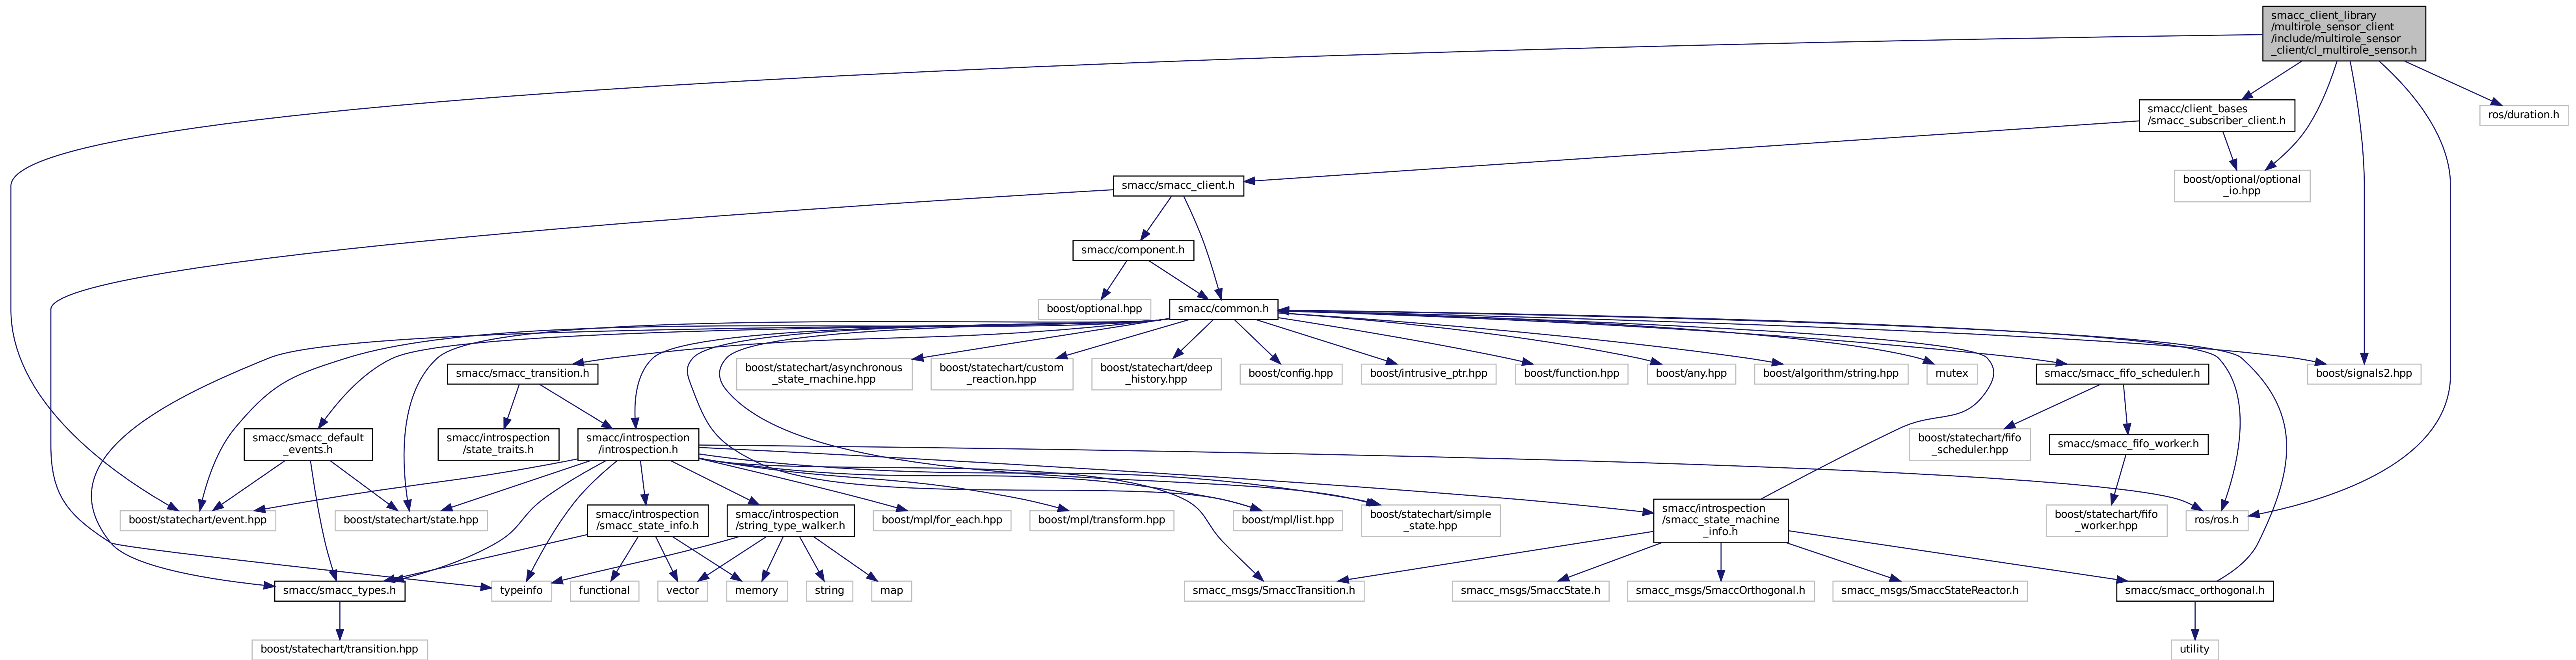 smacc_client_library
/multirole_sensor_client
/include/multirole_sensor
_client/cl_multirole_sensor.h
smacc/client_bases
/smacc_subscriber_client.h
ros/duration.h
smacc/smacc_client.h
boost/optional/optional
_io.hpp
smacc/component.h
boost/optional.hpp
smacc/common.h
smacc/smacc_transition.h
boost/statechart/asynchronous
_state_machine.hpp
boost/statechart/custom
_reaction.hpp
boost/statechart/deep
_history.hpp
boost/config.hpp
boost/intrusive_ptr.hpp
boost/function.hpp
boost/any.hpp
boost/algorithm/string.hpp
mutex
smacc/smacc_fifo_scheduler.h
boost/signals2.hpp
smacc/smacc_default
_events.h
smacc/introspection
/state_traits.h
smacc/introspection
/introspection.h
boost/statechart/fifo
_scheduler.hpp
smacc/smacc_fifo_worker.h
boost/statechart/event.hpp
boost/statechart/state.hpp
smacc/introspection
/smacc_state_info.h
smacc/introspection
/string_type_walker.h
boost/mpl/for_each.hpp
boost/mpl/transform.hpp
boost/mpl/list.hpp
boost/statechart/simple
_state.hpp
smacc/introspection
/smacc_state_machine
_info.h
boost/statechart/fifo
_worker.hpp
ros/ros.h
smacc/smacc_types.h
typeinfo
functional
vector
memory
string
map
smacc_msgs/SmaccTransition.h
smacc_msgs/SmaccState.h
smacc_msgs/SmaccOrthogonal.h
smacc_msgs/SmaccStateReactor.h
smacc/smacc_orthogonal.h
boost/statechart/transition.hpp
utility